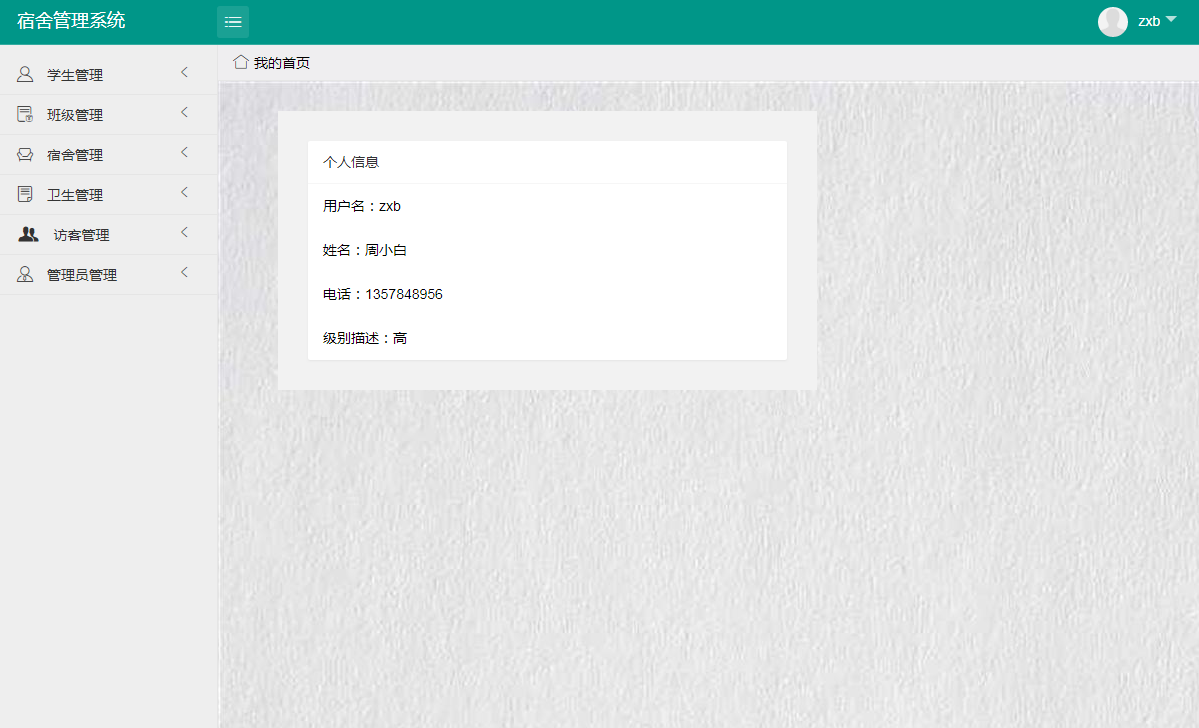 宿舍管理系统
zxb
学生管理
班级管理
宿舍管理
卫生管理
访客管理
管理员管理
我的首页
个人信息
用户名：zxb
姓名：周小白
电话：1357848956
级别描述：高